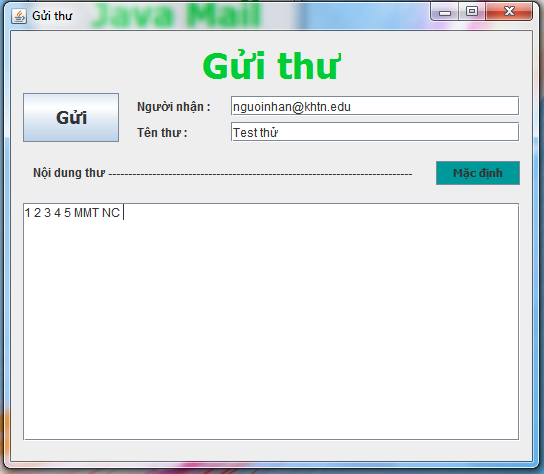 Java Mail
Gửi thư
Gửi thư
Gửi
Người nhận :
nguoinhan@khtn.edu
Tên thư :
Test thử
Nội dung thư ----------------------------------------------------------------------------
Mặc định
1 2 3 4 5 MMT NC